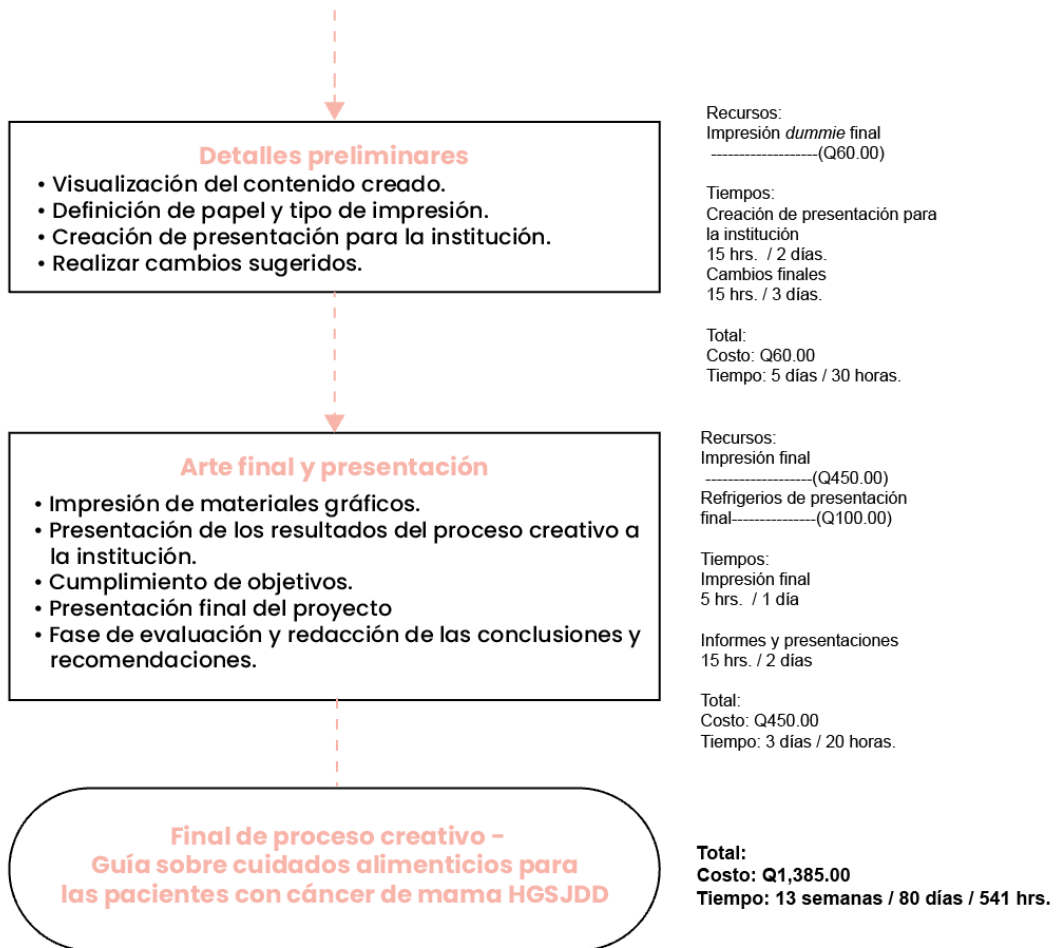 Detalles preliminares
• Visualización del contenido creado.
• Definición de papel y tipo de impresión.
• Creación de presentación para la institución.
• Realizar cambios sugeridos.
Recursos:
Impresión dummie final
-------------------(Q60.00)
Tiempos:
Creación de presentación para
la institución
15 hrs. / 2 días.
Cambios finales
15 hrs. / 3 días.
Total:
Costo: Q60.00
Tiempo: 5 días / 30 horas.
Arte final y presentación
• Impresión de materiales gráficos.
• Presentación de los resultados del proceso creativo a
la institución.
• Cumplimiento de objetivos.
• Presentación final del proyecto
• Fase de evaluación y redacción de las conclusiones y
recomendaciones.
Recursos:
Impresión final
-------------------(Q450.00)
Refrigerios de presentación
final---------------(Q100.00)
Tiempos:
Impresión final
5 hrs. / 1 día
Informes y presentaciones
15 hrs. / 2 días
Total:
Costo: Q450.00
Tiempo: 3 días / 20 horas.
Final de proceso creativo -
Guía sobre cuidados alimenticios para
las pacientes con cáncer de mama HGSJDD
Total:
Costo: Q1,385.00
Tiempo: 13 semanas / 80 días / 541 hrs.